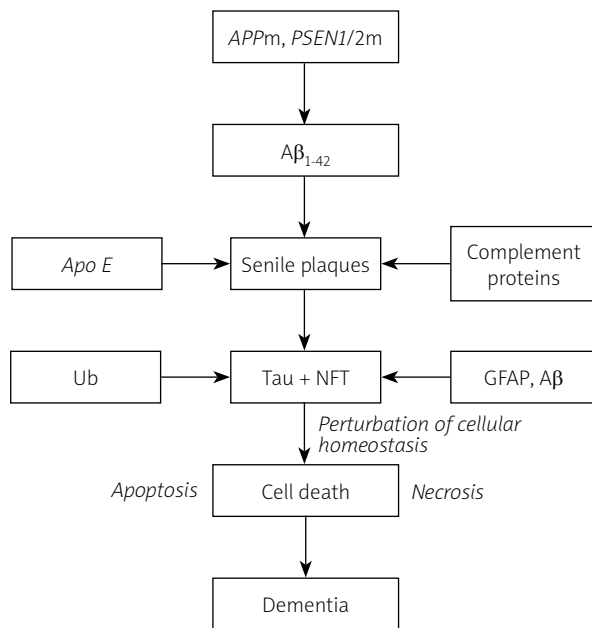 APPm, PSEN1/2m
Aβ1-42
Apo E
Senile plaques
Complement
proteins
Ub
Tau + NFT
GFAP, Aβ
Perturbation of cellular
homeostasis
Apoptosis
Cell death
Necrosis
Dementia